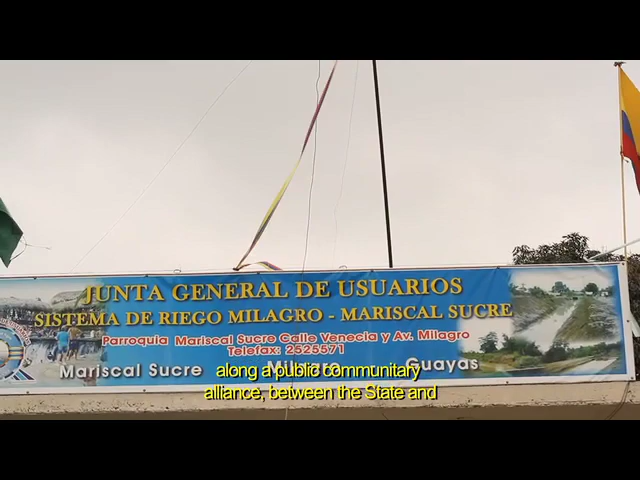 JUNTA GENERAL DE USUARIOS
SISTEMA DE RIEGO MILAGRO - MARISCAL SUCRE
Parroquia Mariscal Sucre Calle Venecia y Av. Milagro
Telefax: 2525571
Mariscal Sucre Milagro Guayas
along a public communitary
alliance, between the State and